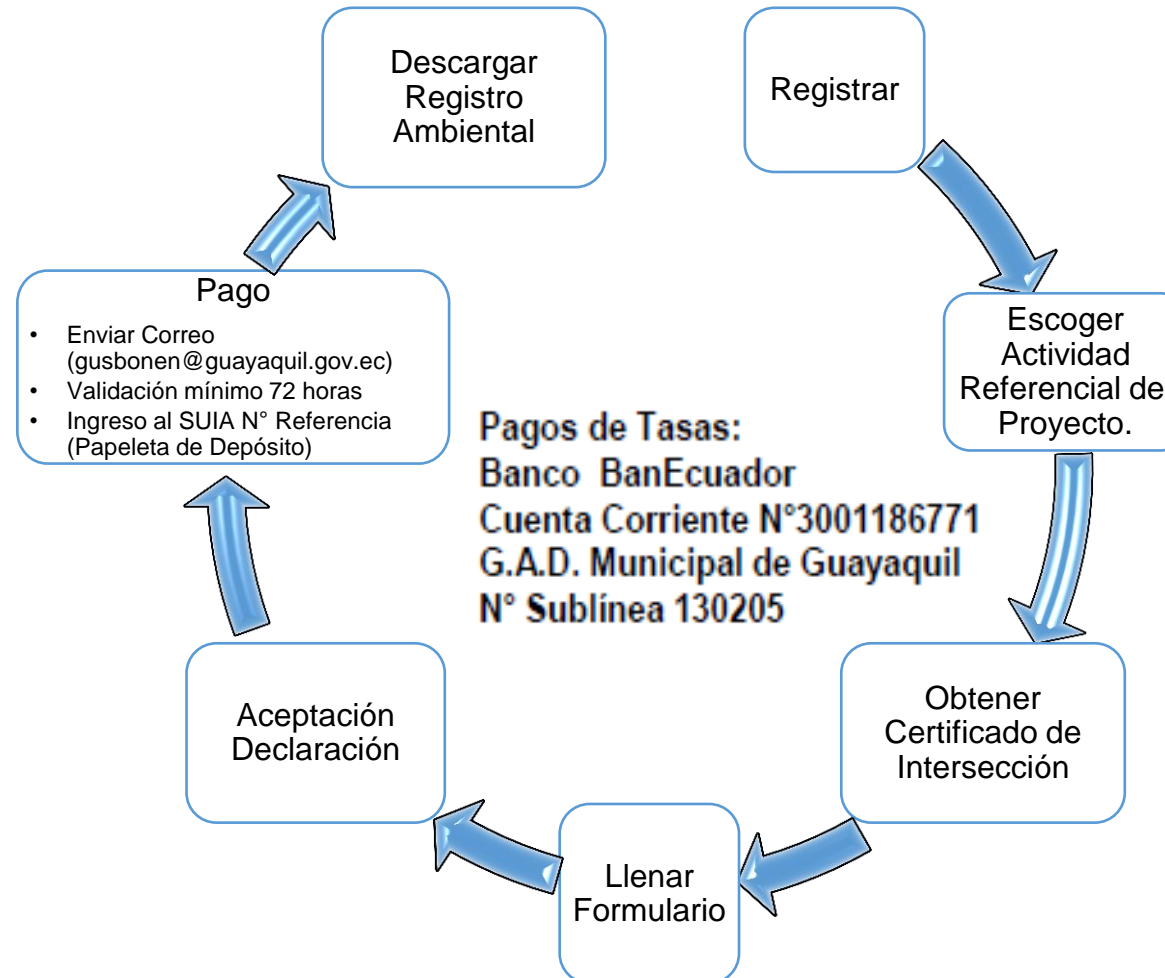 Descargar
Registro
Ambiental
Registrar
Pago
• Enviar Correo
(gusbonen@guayaquil.gov.ec)
• Validación mínimo 72 horas
• Ingreso al SUIA N° Referencia
(Papeleta de Depósito)
Escoger
Actividad
Referencial de
Proyecto.
Pagos de Tasas:
Banco BanEcuador
Cuenta Corriente N°3001186771
G.A.D. Municipal de Guayaquil
N° Sublínea 130205
Aceptación
Declaración
Obtener
Certificado de
Intersección
Llenar
Formulario